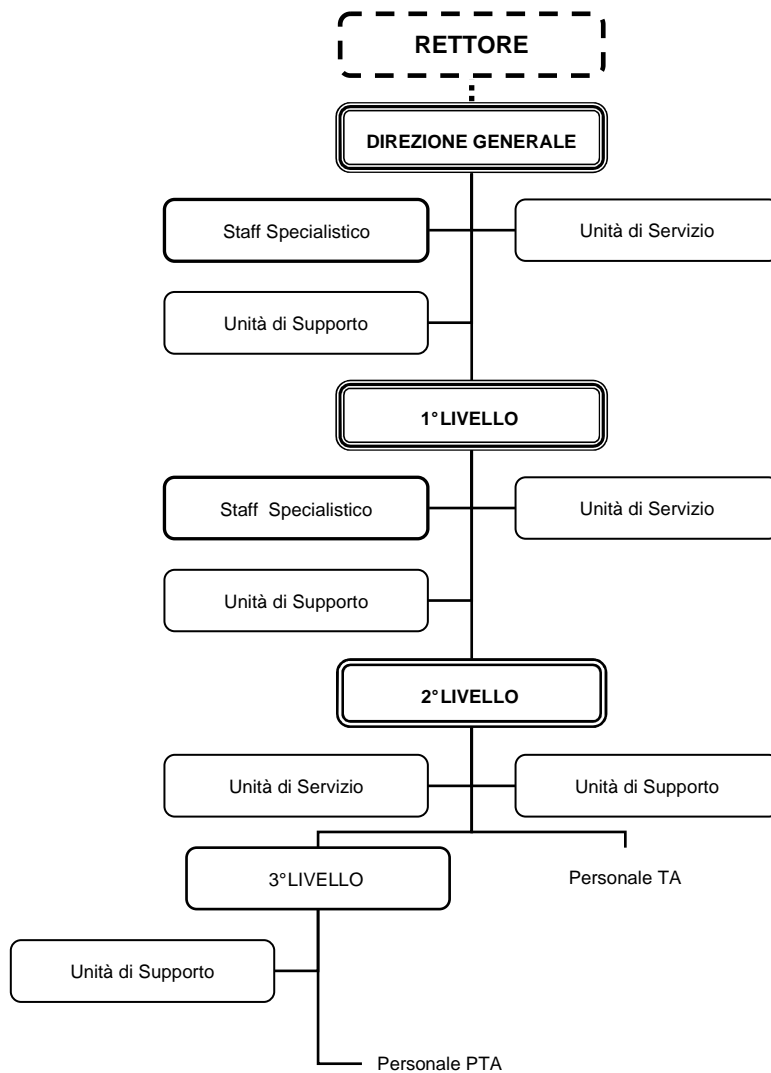 RETTORE
DIREZIONE GENERALE
Staff Specialistico
Unità di Servizio
Unità di Supporto
1°LIVELLO
Staff Specialistico
Unità di Servizio
Unità di Supporto
2°LIVELLO
Unità di Servizio
Unità di Supporto
3°LIVELLO
Personale TA
Unità di Supporto
Personale PTA